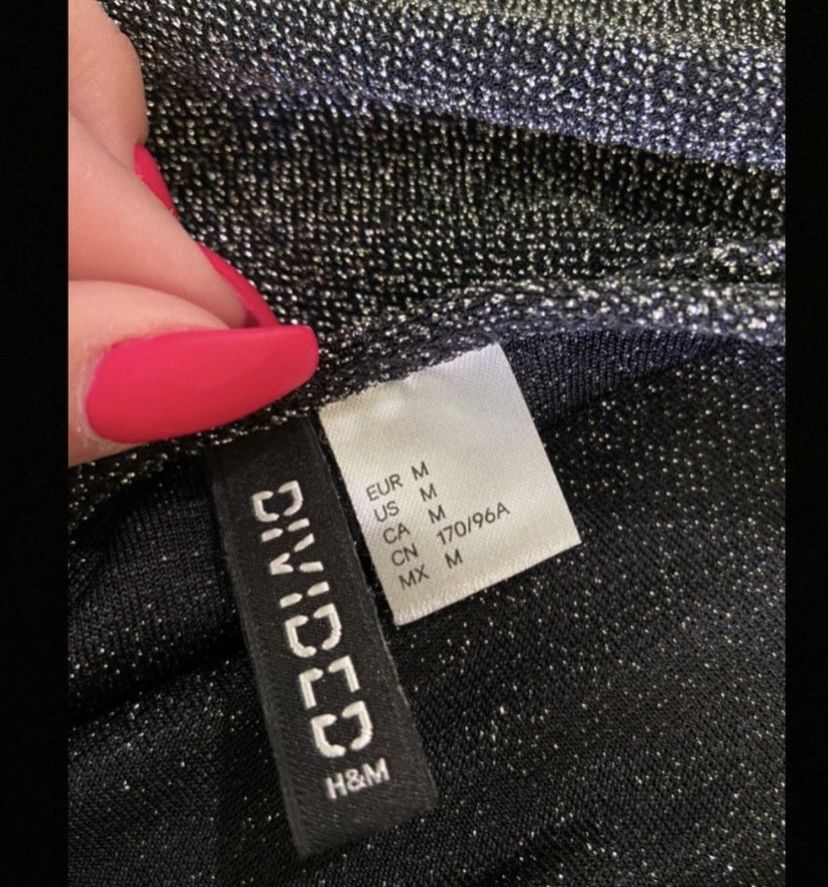 EUR M
US M
CA M
CN 170/96A
MX M
DIVIDED
H&M